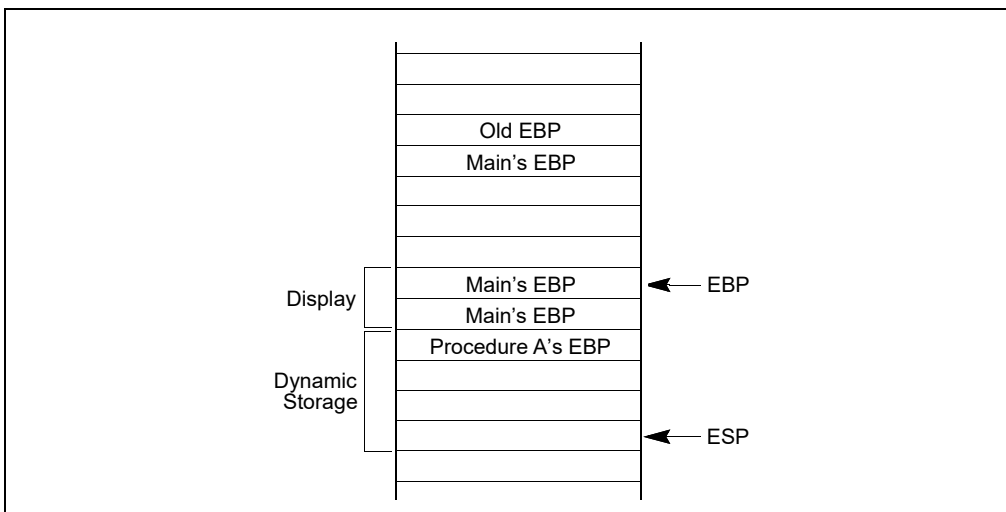 Old EBP
Main's EBP
Main's EBP
EBP
Display
Main's EBP
Procedure A's EBP
Dynamic
Storage
ESP